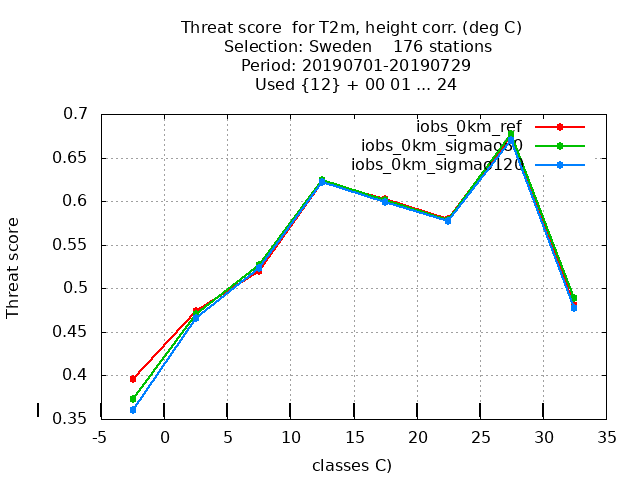 Threat score  for T2m, height corr. (deg C)
Selection: Sweden    176 stations
Period: 20190701-20190729
Used {12} + 00 01 ... 24
iobs_0km_ref
iobs_0km_sigmao60
iobs_0km_sigmao120
Threat score
0.7
0.65
0.6
0.55
0.5
0.45
0.4
0.35
-5 0 5 10 15 20 25 30 35
classes C)